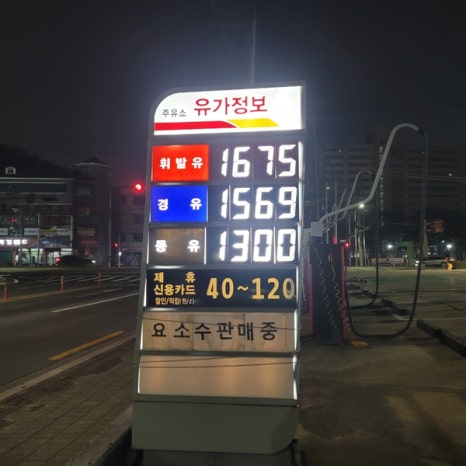 주유소 유가정보
휘발유 1675
경유 1569
등유 1300
제휴
신용카드 40~120
할인/적립(원/ℓ)
요소수판매중